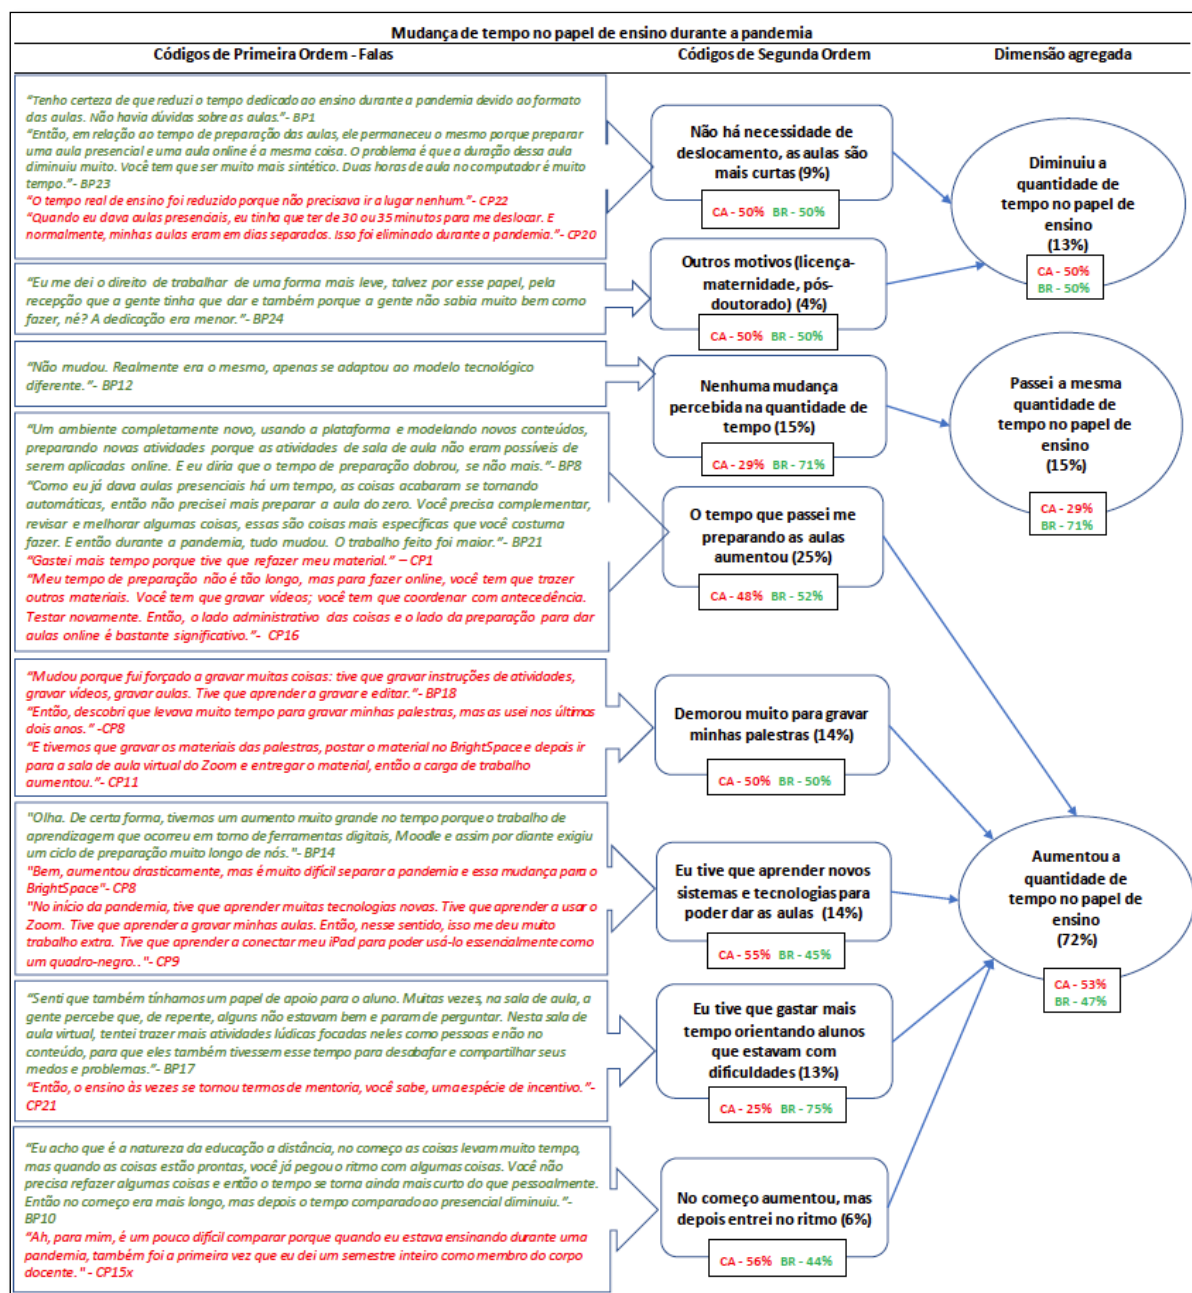 Mudança de tempo no papel de ensino durante a pandemia
Códigos de Primeira Ordem - Falas
Códigos de Segunda Ordem
Dimensão agregada
“Tenho certeza de que reduzi o tempo dedicado ao ensino durante a pandemia devido ao formato
das aulas. Não havia dúvidas sobre as aulas.”- BP1
“Então, em relação ao tempo de preparação das aulas, ele permaneceu o mesmo porque preparar
uma aula presencial e uma aula online é a mesma coisa. O problema é que a duração dessa aula
diminuiu muito. Você tem que ser muito mais sintético. Duas horas de aula no computador é muito
tempo.”- BP23
“O tempo real de ensino foi reduzido porque não precisava ir a lugar nenhum.”- CP22
“Quando eu dava aulas presenciais, eu tinha que ter de 30 ou 35 minutos para me deslocar. E
normalmente, minhas aulas eram em dias separados. Isso foi eliminado durante a pandemia.”- CP20
Não há necessidade de
deslocamento, as aulas são
mais curtas (9%)
CA - 50% BR - 50%
Diminuiu a
quantidade de
tempo no papel de
ensino
(13%)
CA - 50%
BR - 50%
“Eu me dei o direito de trabalhar de uma forma mais leve, talvez por esse papel, pela
recepção que a gente tinha que dar e também porque a gente não sabia muito bem como
fazer, né? A dedicação era menor.”- BP24
Outros motivos (licença-
maternidade, pós-
doutorado) (4%)
CA - 50% BR - 50%
“Não mudou. Realmente era o mesmo, apenas se adaptou ao modelo tecnológico
diferente.”- BP12
Nenhuma mudança
percebida na quantidade de
tempo (15%)
CA - 29% BR - 71%
Passei a mesma
quantidade de
tempo no papel de
ensino
(15%)
CA - 29%
BR - 71%
“Um ambiente completamente novo, usando a plataforma e modelando novos conteúdos,
preparando novas atividades porque as atividades de sala de aula não eram possíveis de
serem aplicadas online. E eu diria que o tempo de preparação dobrou, se não mais.”- BP8
“Como eu já dava aulas presenciais há um tempo, as coisas acabaram se tornando
automáticas, então não precisei mais preparar a aula do zero. Você precisa complementar,
revisar e melhorar algumas coisas, essas são coisas mais específicas que você costuma
fazer. E então durante a pandemia, tudo mudou. O trabalho feito foi maior.”- BP21
“Gastei mais tempo porque tive que refazer meu material.” – CP1
“Meu tempo de preparação não é tão longo, mas para fazer online, você tem que trazer
outros materiais. Você tem que gravar vídeos; você tem que coordenar com antecedência.
Testar novamente. Então, o lado administrativo das coisas e o lado da preparação para dar
aulas online é bastante significativo.”- CP16
O tempo que passei me
preparando as aulas
aumentou (25%)
CA - 48% BR - 52%
“Mudou porque fui forçado a gravar muitas coisas: tive que gravar instruções de atividades,
gravar vídeos, gravar aulas. Tive que aprender a gravar e editar.”- BP18
“Então, descobri que levava muito tempo para gravar minhas palestras, mas as usei nos últimos
dois anos.” -CP8
“E tivemos que gravar os materiais das palestras, postar o material no BrightSpace e depois ir
para a sala de aula virtual do Zoom e entregar o material, então a carga de trabalho
aumentou.”- CP11
Demorou muito para gravar
minhas palestras (14%)
CA - 50% BR - 50%
"Olha. De certa forma, tivemos um aumento muito grande no tempo porque o trabalho de
aprendizagem que ocorreu em torno de ferramentas digitais, Moodle e assim por diante exigiu
um ciclo de preparação muito longo de nós."- BP14
"Bem, aumentou drasticamente, mas é muito difícil separar a pandemia e essa mudança para o
BrightSpace"- CP8
"No início da pandemia, tive que aprender muitas tecnologias novas. Tive que aprender a usar o
Zoom. Tive que aprender a gravar minhas aulas. Então, nesse sentido, isso me deu muito
trabalho extra. Tive que aprender a conectar meu iPad para poder usá-lo essencialmente como
um quadro-negro.."- CP9
Eu tive que aprender novos
sistemas e tecnologias para
poder dar as aulas (14%)
CA - 55% BR - 45%
Aumentou a
quantidade de
tempo no papel de
ensino
(72%)
CA - 53%
BR - 47%
“Senti que também tínhamos um papel de apoio para o aluno. Muitas vezes, na sala de aula, a
gente percebe que, de repente, alguns não estavam bem e param de perguntar. Nesta sala de
aula virtual, tentei trazer mais atividades lúdicas focadas neles como pessoas e não no
conteúdo, para que eles também tivessem esse tempo para desabafar e compartilhar seus
medos e problemas.”- BP17
“Então, o ensino às vezes se tornou termos de mentoria, você sabe, uma espécie de incentivo.”-
CP21
Eu tive que gastar mais
tempo orientando alunos
que estavam com
dificuldades (13%)
CA - 25% BR - 75%
“Eu acho que é a natureza da educação a distância, no começo as coisas levam muito tempo,
mas quando as coisas estão prontas, você já pegou o ritmo com algumas coisas. Você não
precisa refazer algumas coisas e então o tempo se torna ainda mais curto do que pessoalmente.
Então no começo era mais longo, mas depois o tempo comparado ao presencial diminuiu.”-
BP10
“Ah, para mim, é um pouco difícil comparar porque quando eu estava ensinando durante uma
pandemia, também foi a primeira vez que eu dei um semestre inteiro como membro do corpo
docente." - CP15x
No começo aumentou, mas
depois entrei no ritmo (6%)
CA - 56% BR - 44%